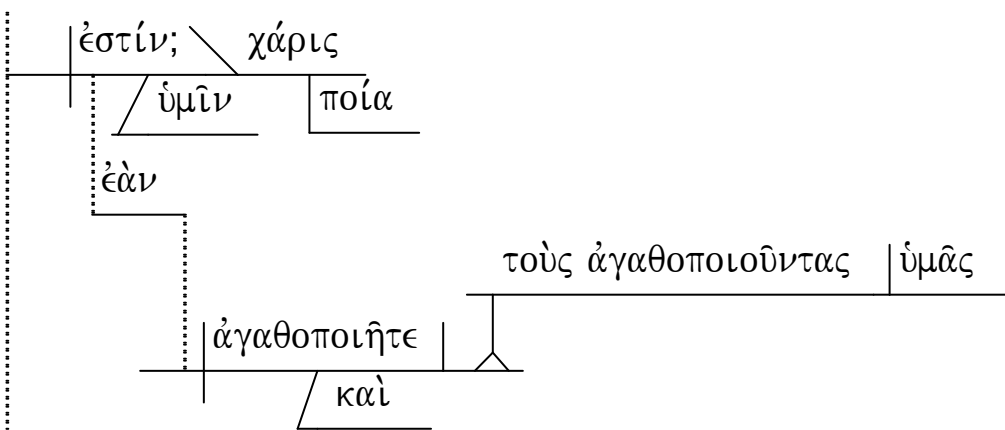 ἐστίν; χάρις
ὑμῖν ποία
ἐὰν
τοὺς ἀγαθοποιοῦντας ὑμᾶς
ἀγαθοποιῆτε
καὶ